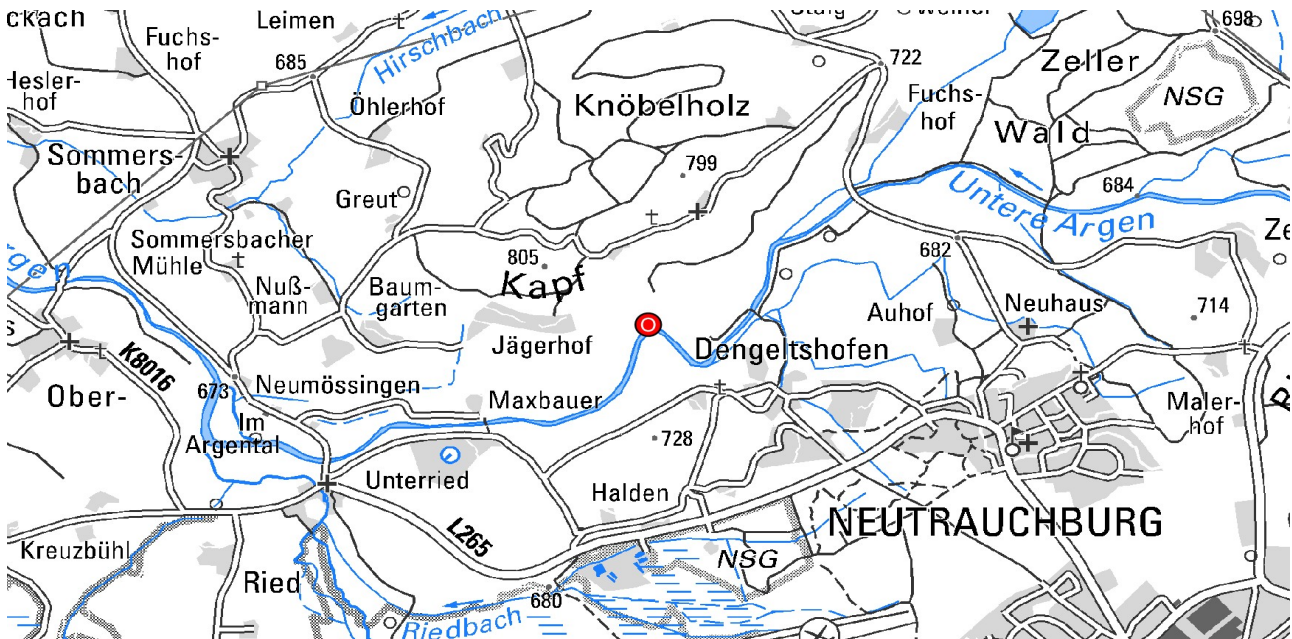 ckach
Leimen
Fuchs-
hof
685
Hirschbach
Öhlerhof
Knöbelholz
722
Fuchs-
hof
Zeller
Wald
698
NSG
hof
Sommers-
bach
Greut
799
Untere Argen
684
Sommersbacher
Mühle
Nuß-
mann
Baum-
garten
805
Kapf
682
Auhof
Neuhaus
714
Jägerhof
Dengeltshofen
K8016
673
Neumössingen
Maxbauer
Ober-
Im
Argental
728
Maler-
hof
Unterried
Halden
L265
NEUTRAUCHBURG
Kreuzbühl
Ried
NSG
680
Riedbach